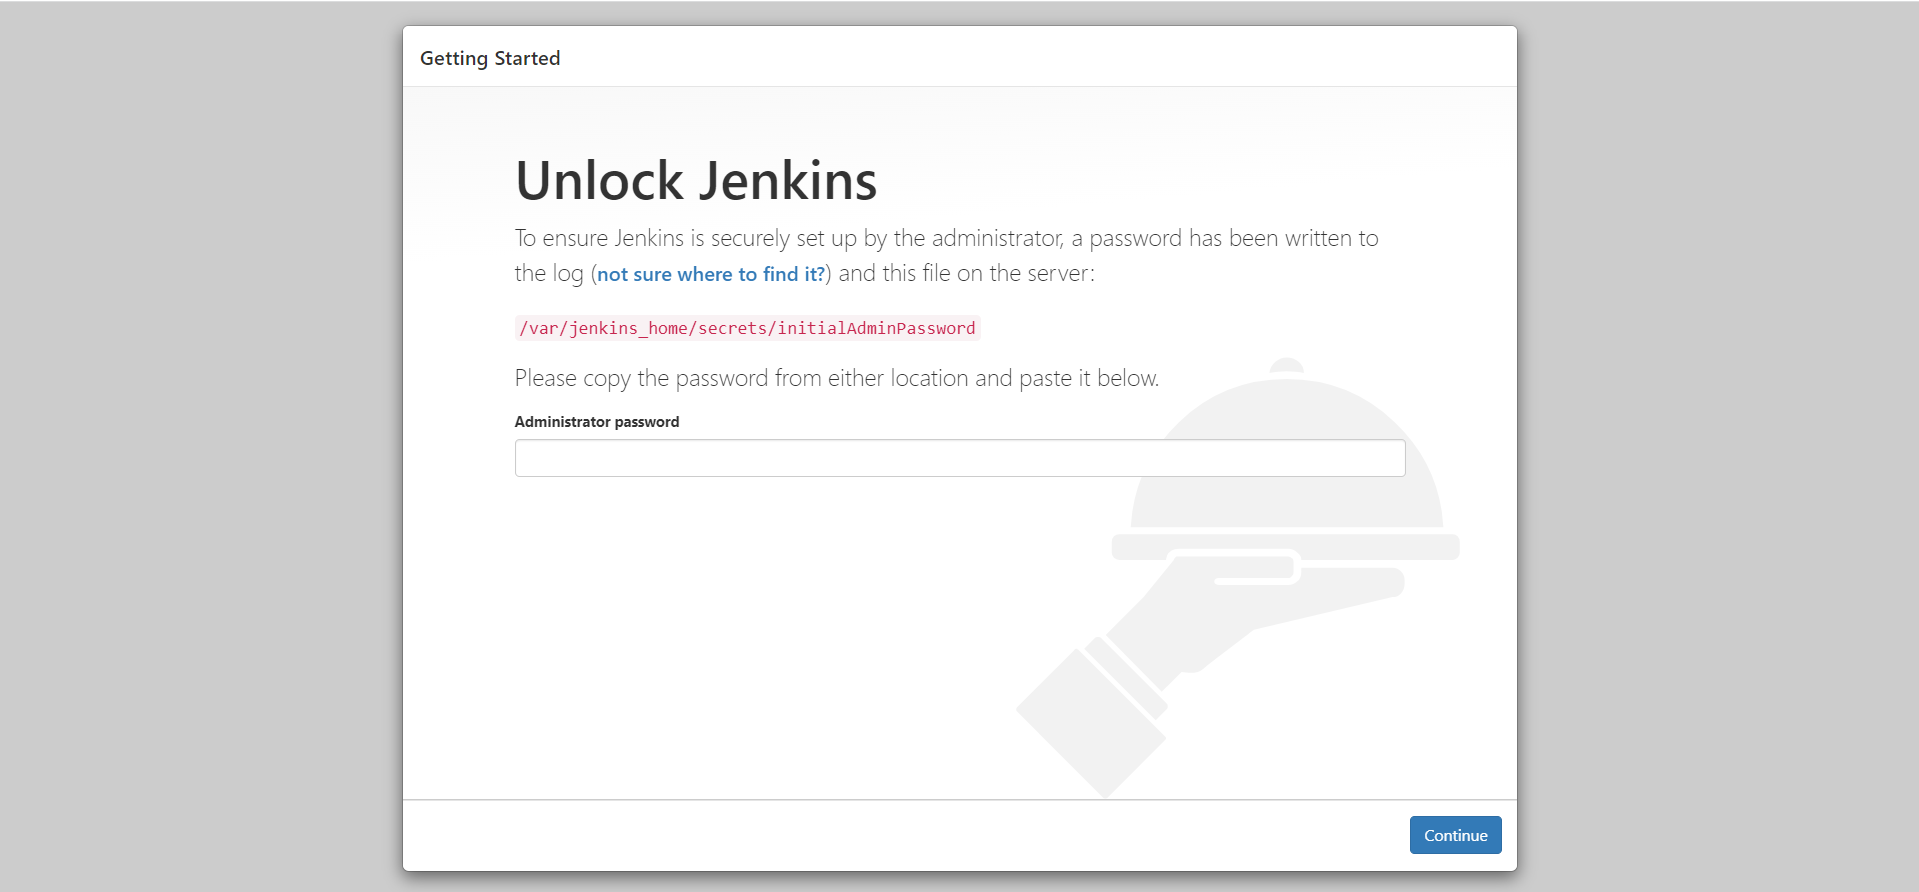 Getting Started
Unlock Jenkins
To ensure Jenkins is securely set up by the administrator, a password has been written to
the log (not sure where to find it?) and this file on the server:
/var/jenkins_home/secrets/initialAdminPassword
Please copy the password from either location and paste it below.
Administrator password
Continue